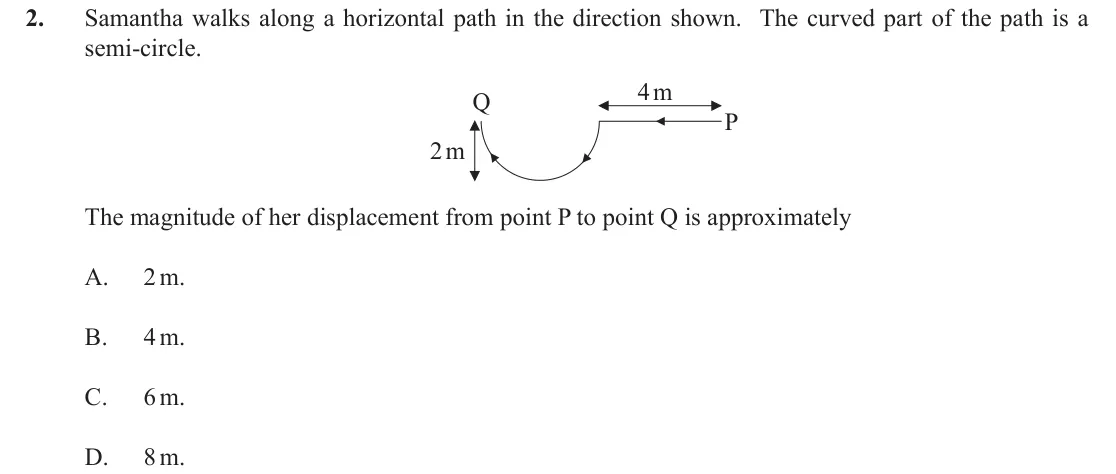 2. Samantha walks along a horizontal path in the direction shown. The curved part of the path is a
semi-circle.
4 m
Q
P
2 m
The magnitude of her displacement from point P to point Q is approximately
A. 2 m.
B. 4 m.
C. 6 m.
D. 8 m.